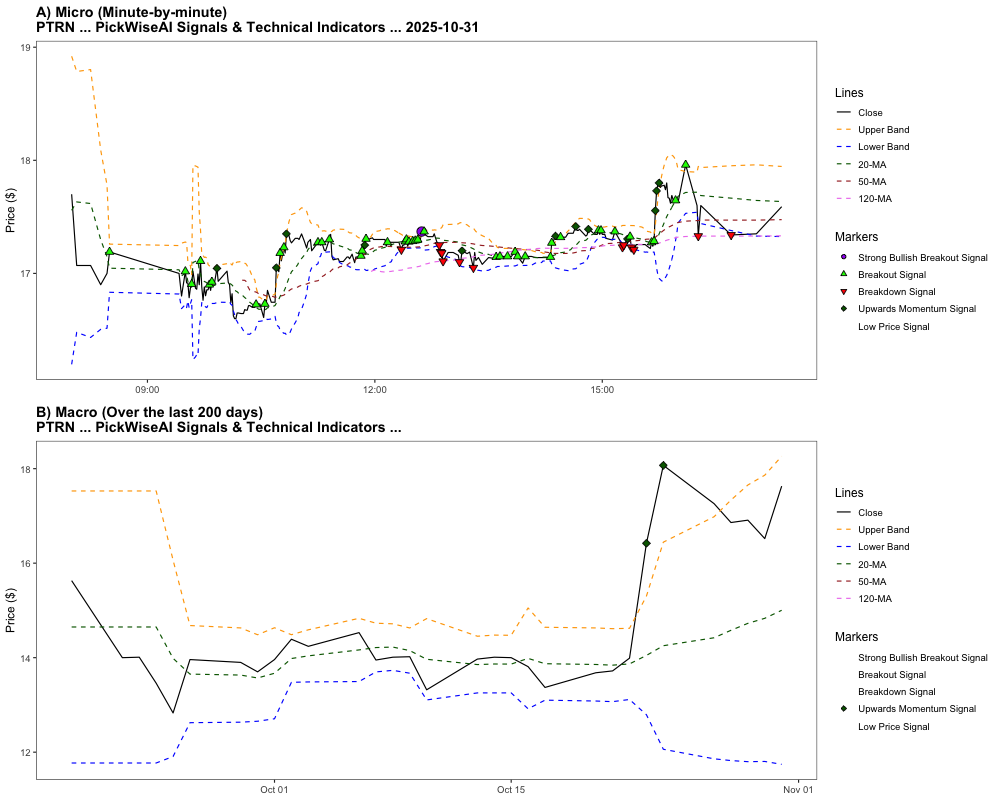 A) Micro (Minute-by-minute)
PTRN ... PickWiseAI Signals & Technical Indicators ... 2025-10-31
19
18
17
Price ($)
09:00
12:00
15:00
Lines
Close
Upper Band
Lower Band
20-MA
50-MA
120-MA
Markers
Strong Bullish Breakout Signal
Breakout Signal
Breakdown Signal
Upwards Momentum Signal
Low Price Signal
B) Macro (Over the last 200 days)
PTRN ... PickWiseAI Signals & Technical Indicators ...
18
16
14
12
Price ($)
Oct 01
Oct 15
Nov 01
Lines
Close
Upper Band
Lower Band
20-MA
50-MA
120-MA
Markers
Strong Bullish Breakout Signal
Breakout Signal
Breakdown Signal
Upwards Momentum Signal
Low Price Signal